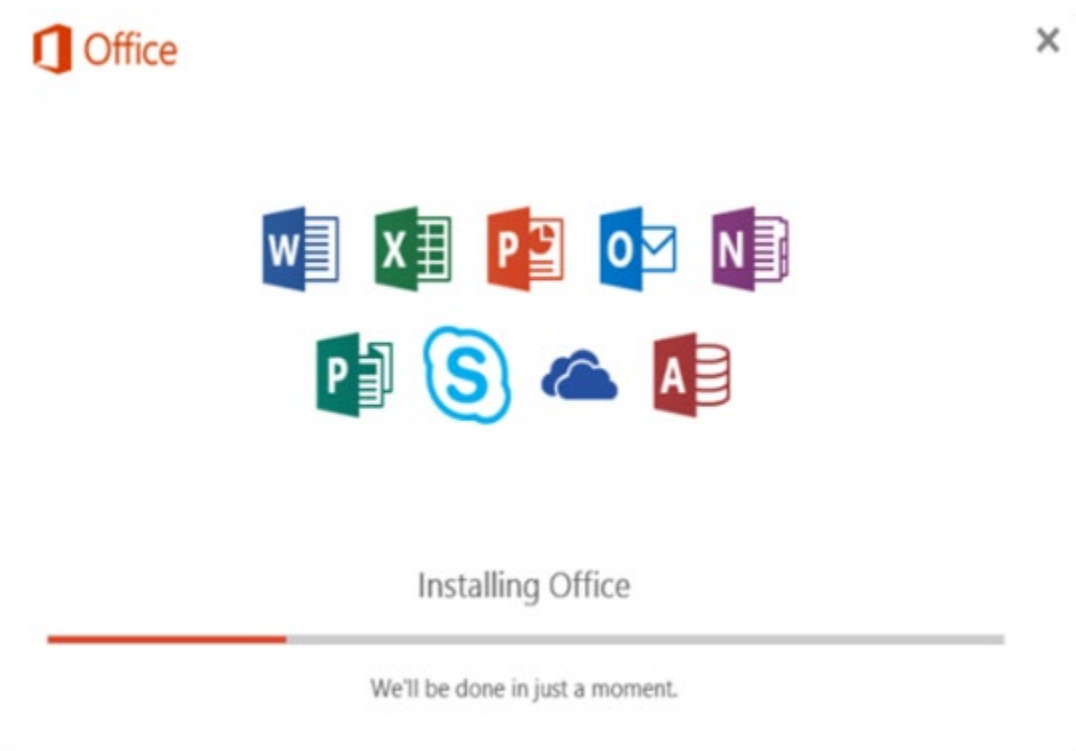 Office
W X P O N
P S A
Installing Office
We'll be done in just a moment.